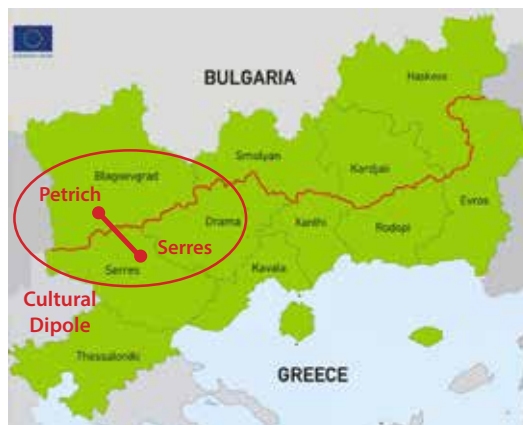 BULGARIA
Haskovo
Blagoevgrad
Smolyan
Kardjali
Petrich
Evros
Drama
Xanthi
Rodopi
Serres
Serres
Kavala
Cultural
Dipole
Thessaloniki
GREECE